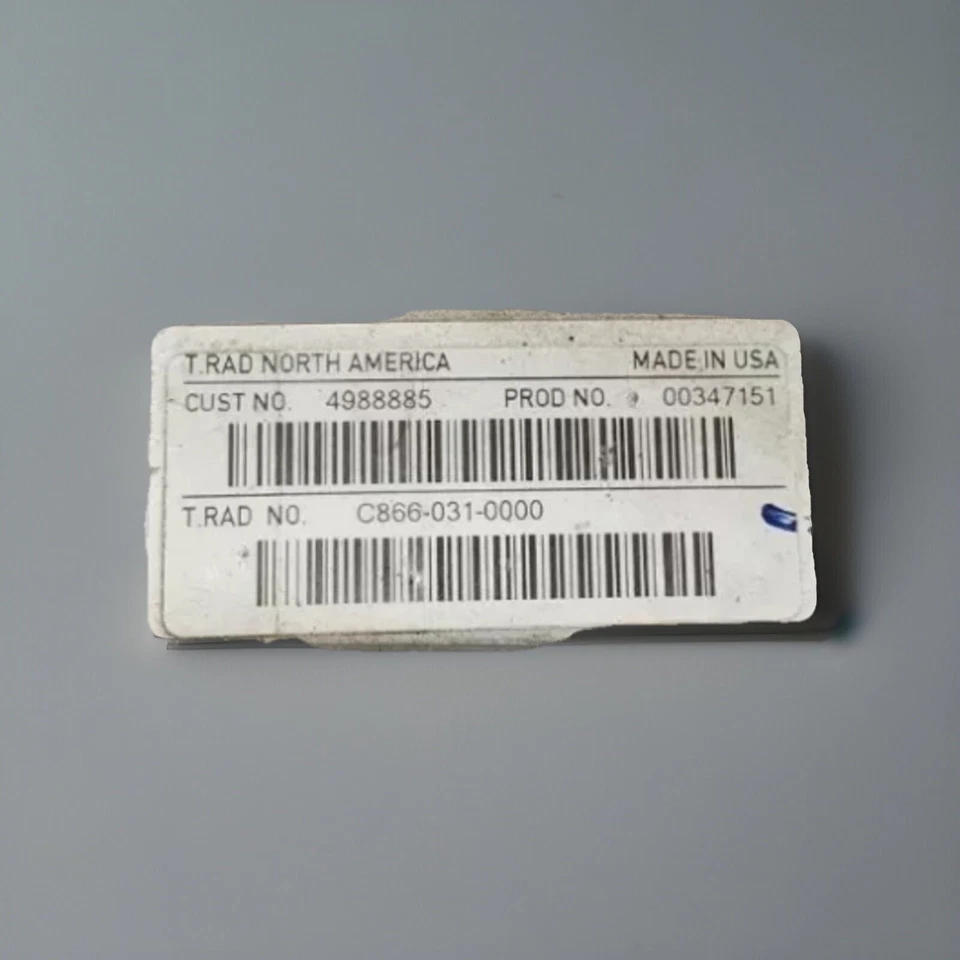 T.RAD NORTH AMERICA MADE IN USA
CUST NO. 4988885 PROD NO. 00347151
T.RAD NO. C866-031-0000